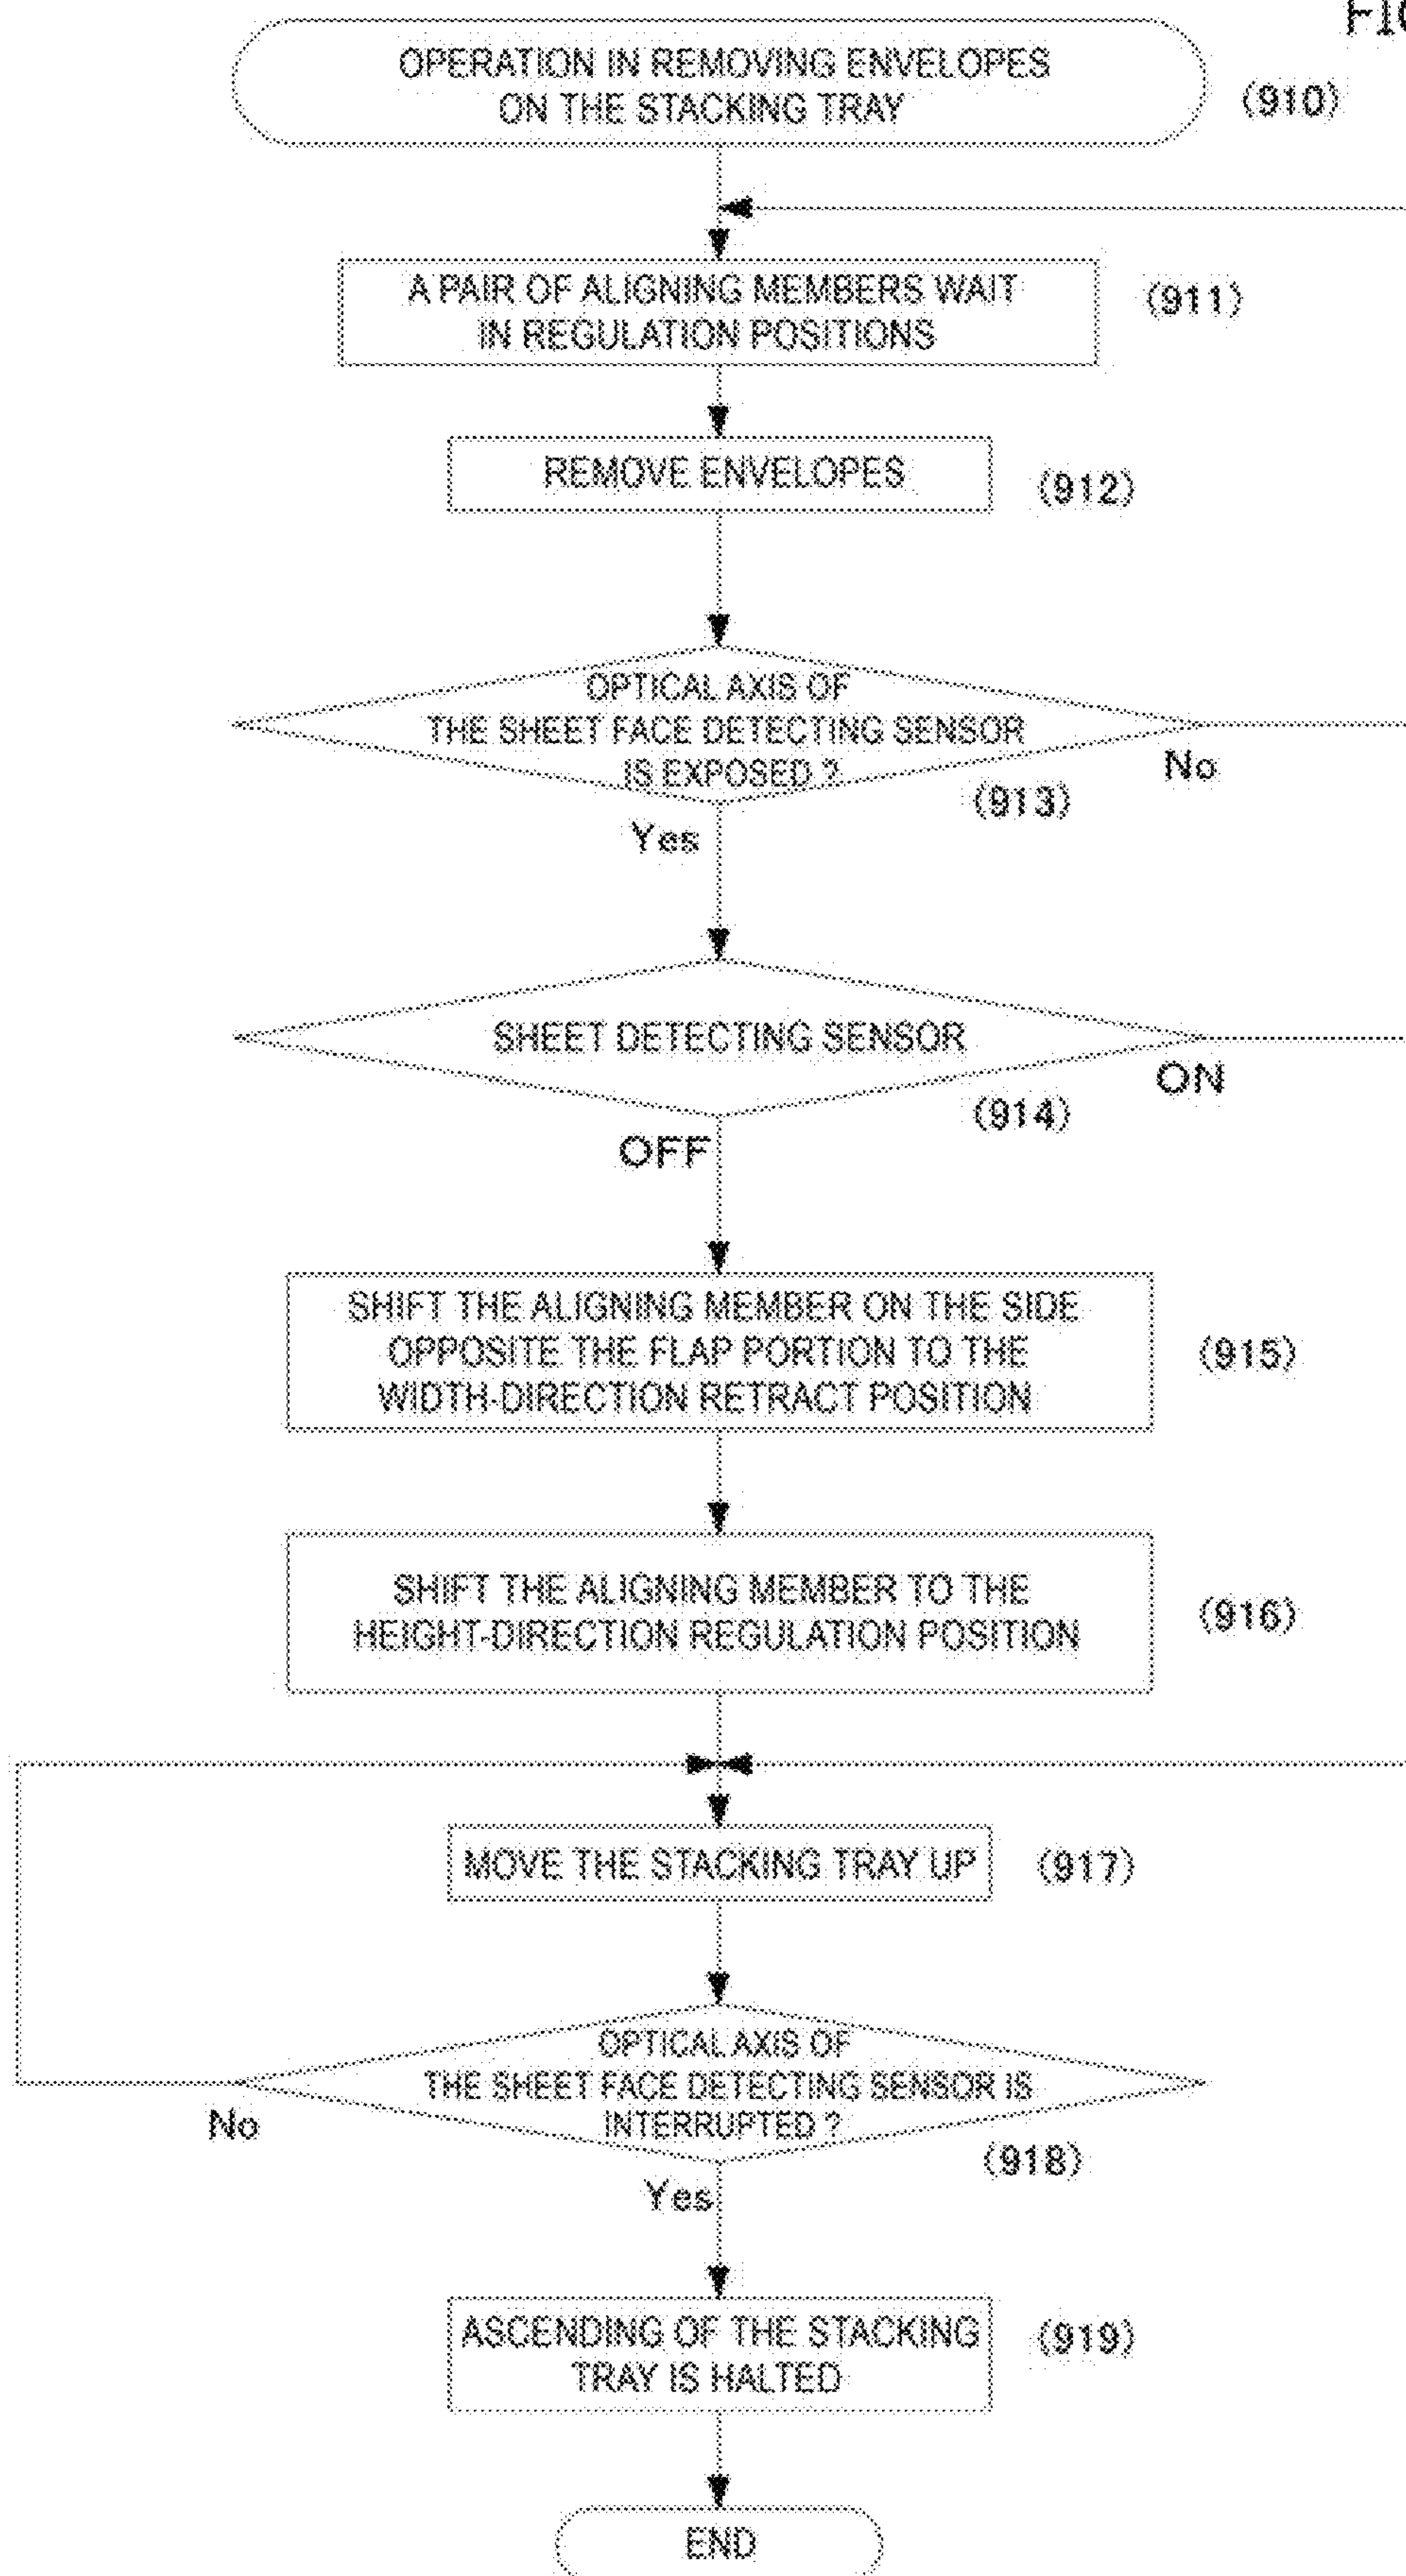 FIG
OPERATION IN REMOVING ENVELOPES
ON THE STACKING TRAY
(910)
A PAIR OF ALIGNING MEMBERS WAIT
IN REGULATION POSITIONS
(911)
REMOVE ENVELOPES
(912)
OPTICAL AXIS OF
THE SHEET FACE DETECTING SENSOR
IS EXPOSED ?
No
(913)
Yes
SHEET DETECTING SENSOR
ON
(914)
OFF
SHIFT THE ALIGNING MEMBER ON THE SIDE
OPPOSITE THE FLAP PORTION TO THE
WIDTH-DIRECTION RETRACT POSITION
(915)
SHIFT THE ALIGNING MEMBER TO THE
HEIGHT-DIRECTION REGULATION POSITION
(916)
MOVE THE STACKING TRAY UP
(917)
OPTICAL AXIS OF
THE SHEET FACE DETECTING SENSOR IS
INTERRUPTED ?
No
(918)
Yes
ASCENDING OF THE STACKING
TRAY IS HALTED
(919)
END